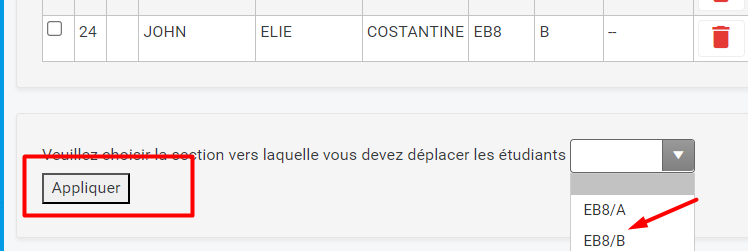 24 JOHN ELIE COSTANTINE EB8 B --
Veuillez choisir la section vers laquelle vous devez déplacer les étudiants
Appliquer
EB8/A
EB8/B